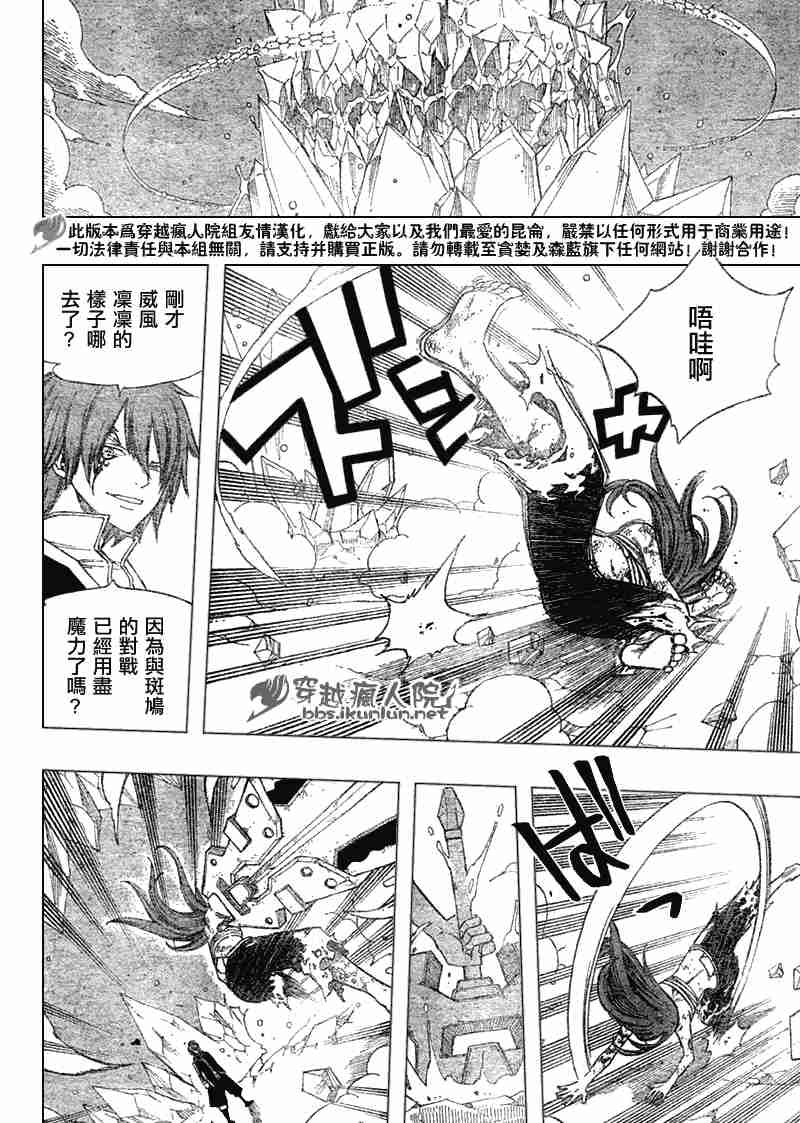 此版本爲穿越瘋人院組友情漢化，獻給大家以及我們最愛的昆侖，嚴禁以任何形式用于商業用途！
一切法律責任與本組無關，請支持并購買正版。請勿轉載至貪婪及森藍旗下任何網站！謝謝合作！
唔哇啊
ズドォ
剛才
威風
凜凜的
樣子哪
去了？
因為與斑鳩
的對戰
已經用盡
魔力了嗎？
穿越瘋人院
bbs.ikunlun.net
ばっ